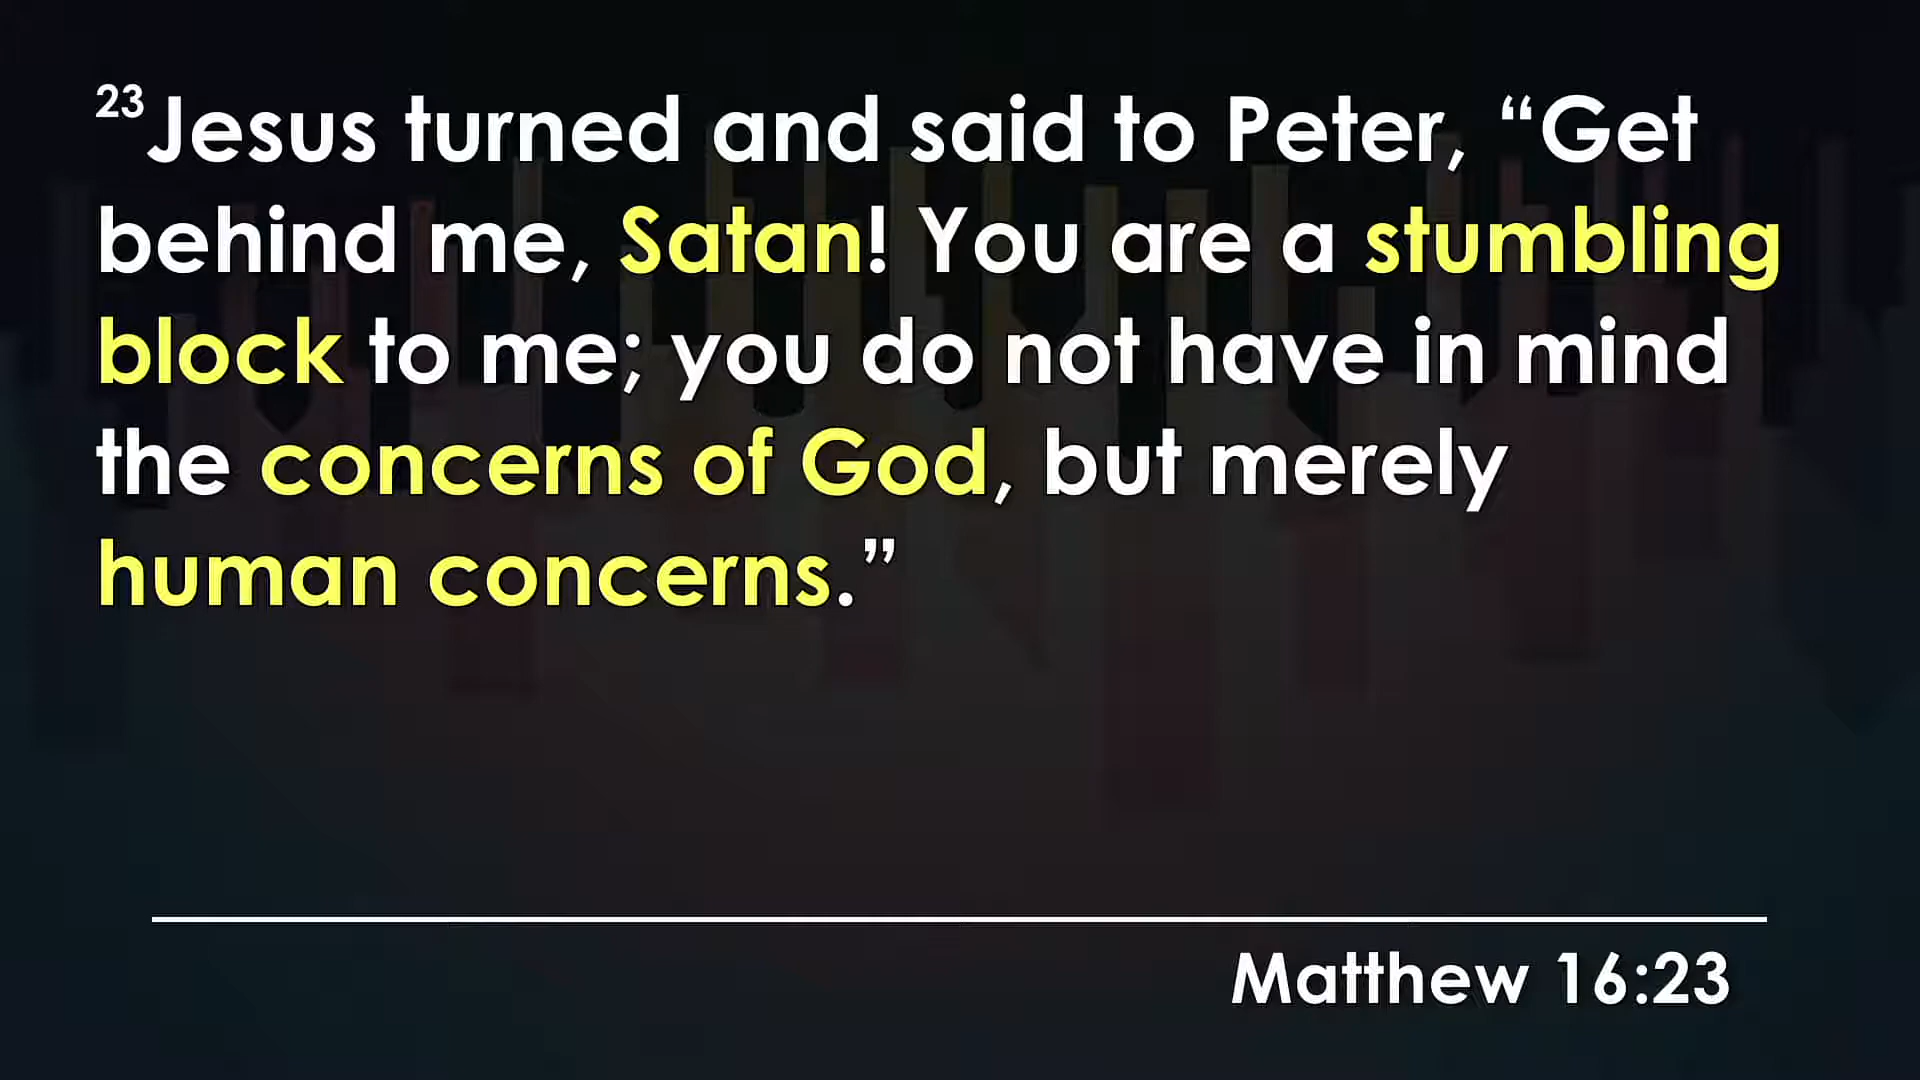 23Jesus turned and said to Peter, “Get
behind me, Satan! You are a stumbling
block to me; you do not have in mind
the concerns of God, but merely
human concerns.”
Matthew 16:23